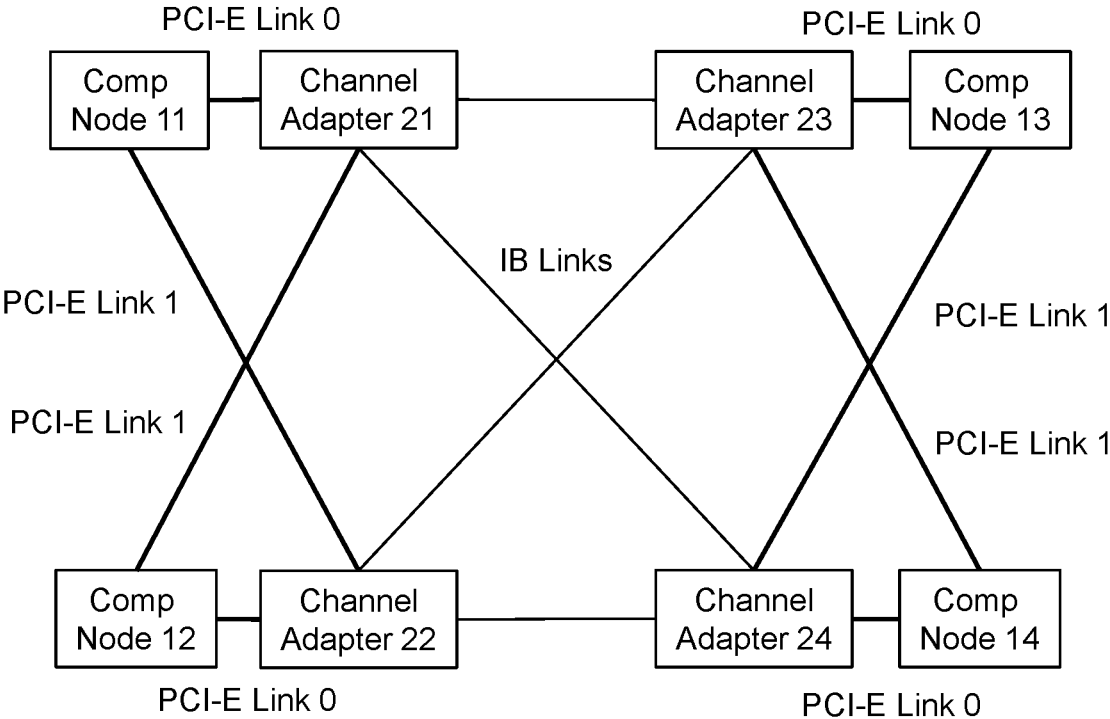 PCI-E Link 0
PCI-E Link 0
Comp
Node 11
Channel
Adapter 21
Channel
Adapter 23
Comp
Node 13
IB Links
PCI-E Link 1
PCI-E Link 1
PCI-E Link 1
PCI-E Link 1
Comp
Node 12
Channel
Adapter 22
Channel
Adapter 24
Comp
Node 14
PCI-E Link 0
PCI-E Link 0